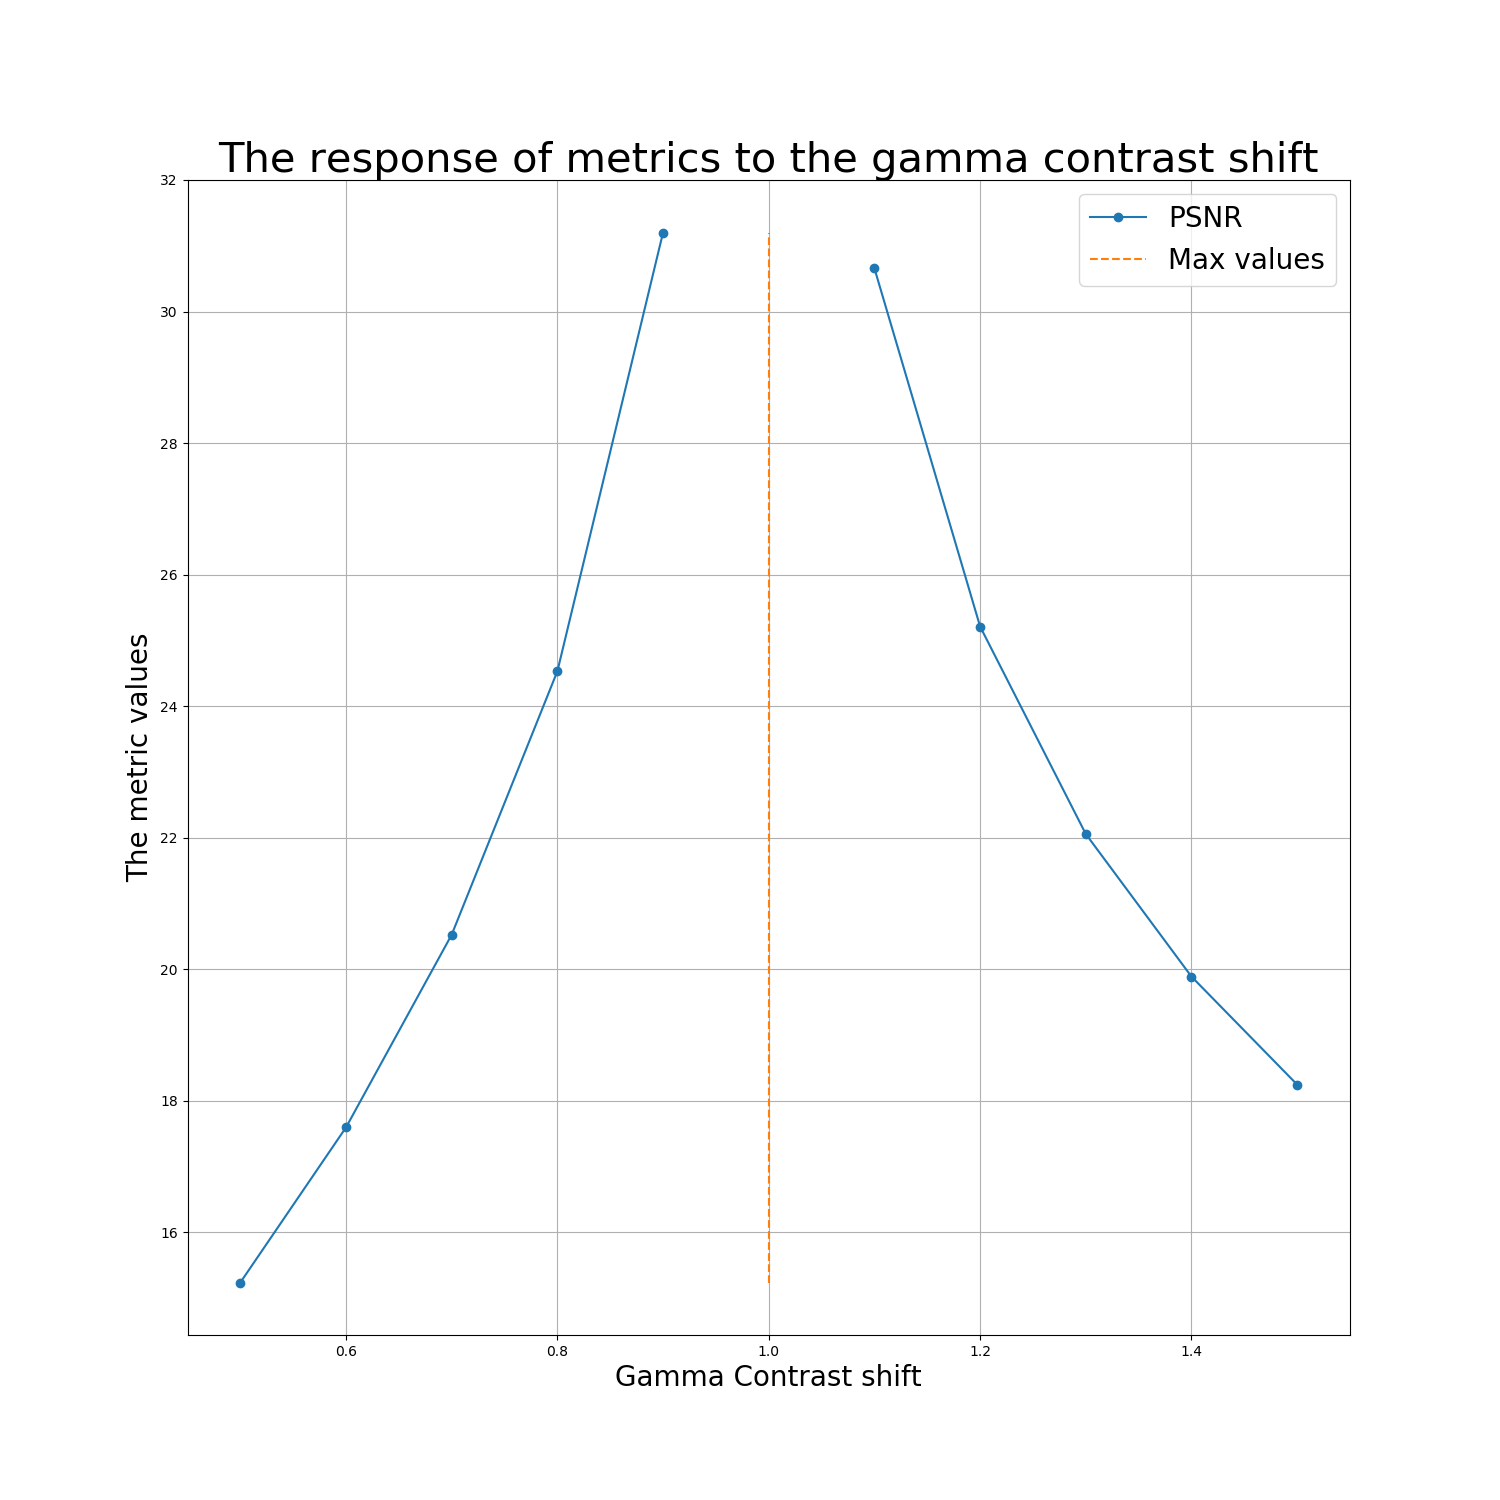 The response of metrics to the gamma contrast shift
PSNR
Max values
32
30
28
26
24
22
20
18
16
The metric values
0.6
0.8
1.0
1.2
1.4
Gamma Contrast shift